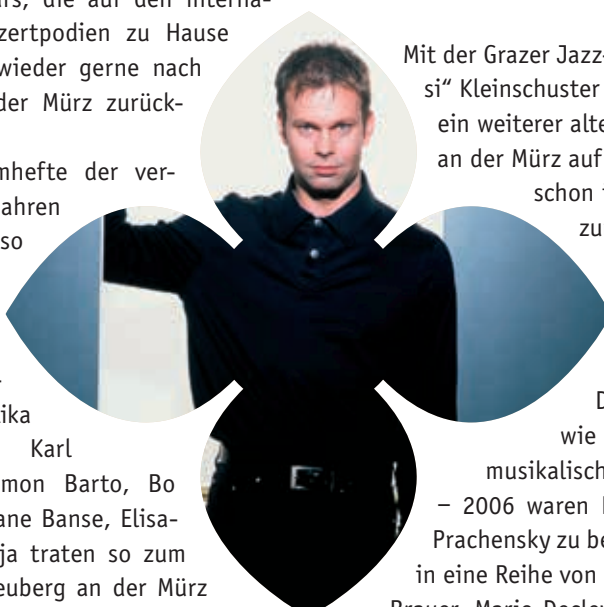 rs, die auf den interna-
zertpodien zu Hause
wieder gerne nach
der Mürz zurück-
mhefte der ver-
ahren
so
ika
Karl
mon Barto, Bo
ane Banse, Elisa-
ja traten so zum
euberg an der Mürz
Mit der Grazer Jazz-
si“ Kleinschuster
ein weiterer alte
an der Mürz auf
schon
zu
D
wie
musikalisch
– 2006 waren
Prachensky zu be
in eine Reihe von
Brauer, Marie